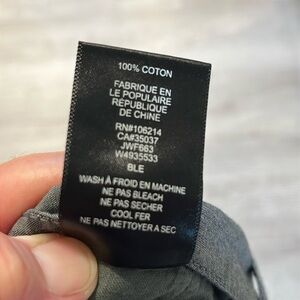 100% COTON
FABRIQUE EN
LE POPULAIRE
RÉPUBLIQUE
DE CHINE
RN#106214
CA#35037
JWF663
W4935533
BLE
WASH À FROID EN MACHINE
NE PAS BLEACH
NE PAS SECHER
COOL FER
NE PAS NETTOYER A SEC